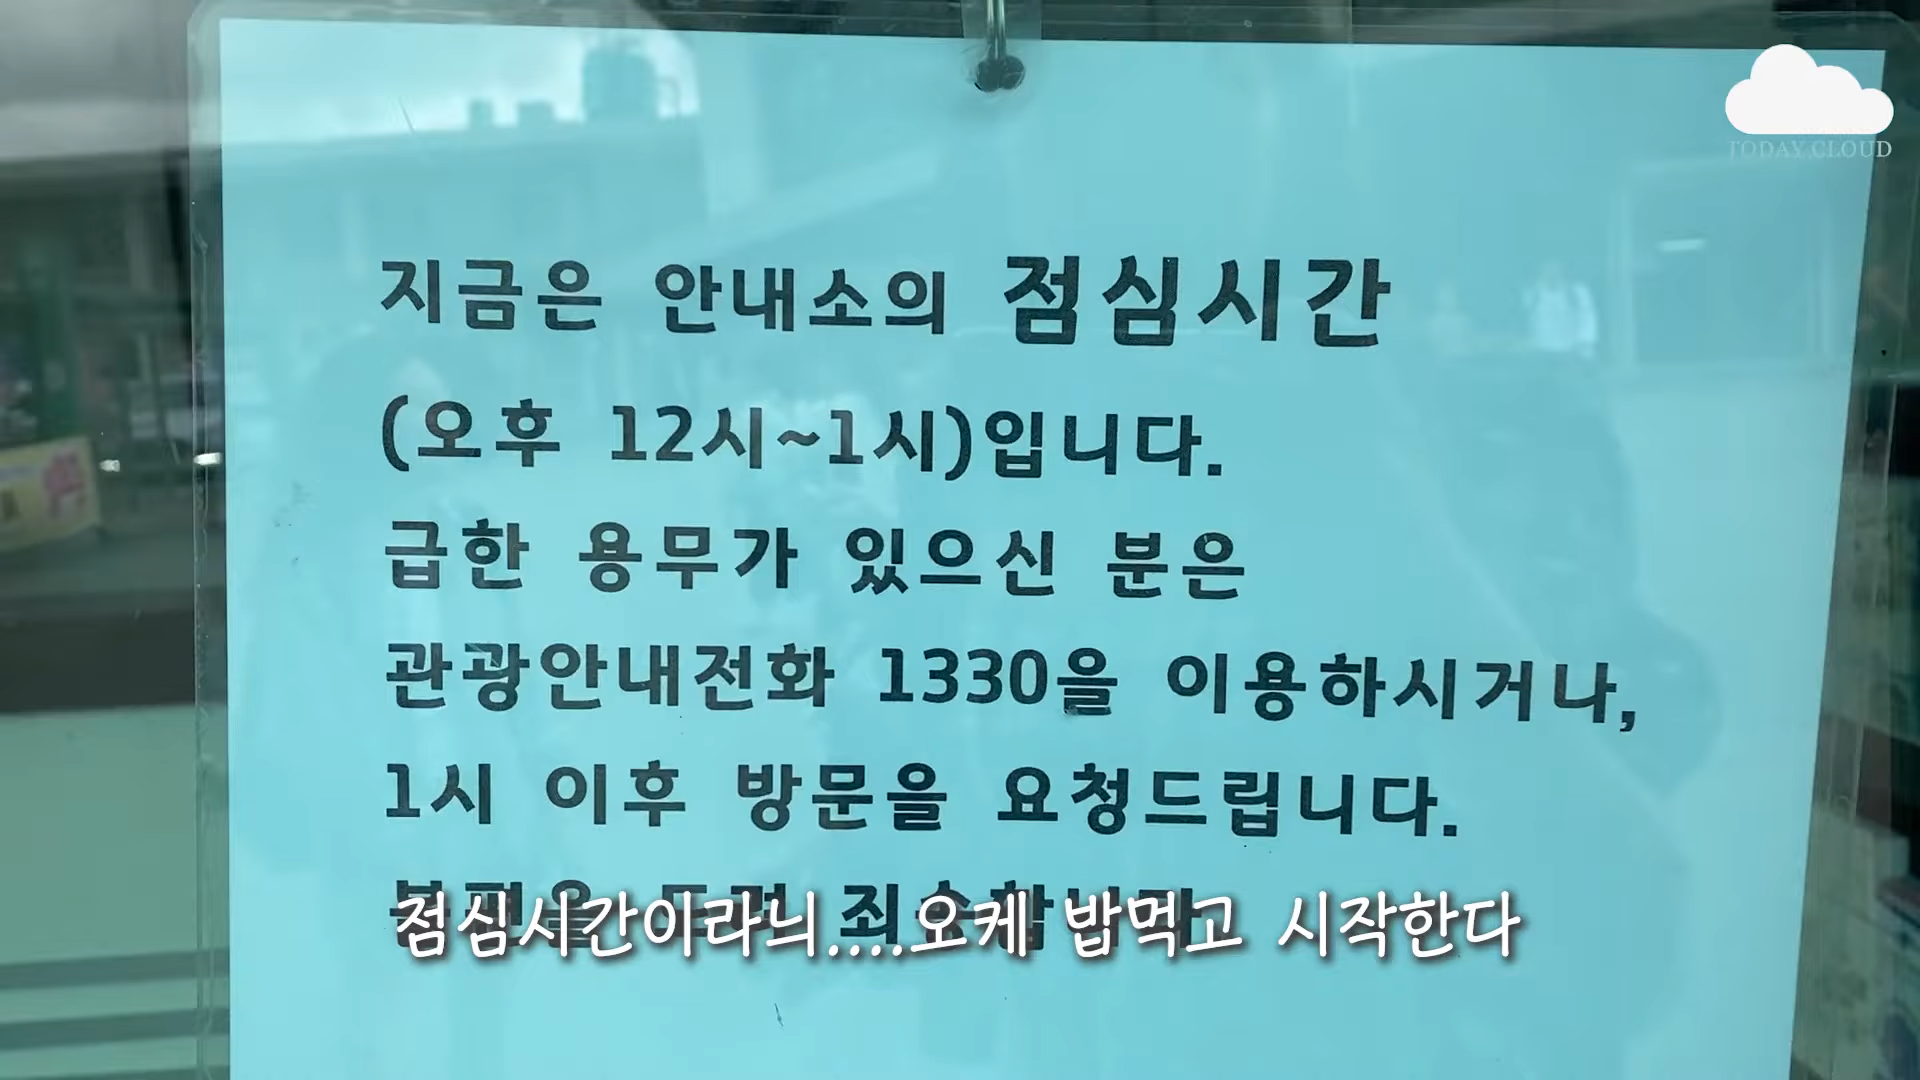 TODAY.CLOUD
지금은 안내소의 점심시간
(오후 12시~1시)입니다.
급한 용무가 있으신 분은
관광안내전화 1330을 이용하시거나,
1시 이후 방문을 요청드립니다.
점심시간이라늬....오케 밥먹고 시작한다